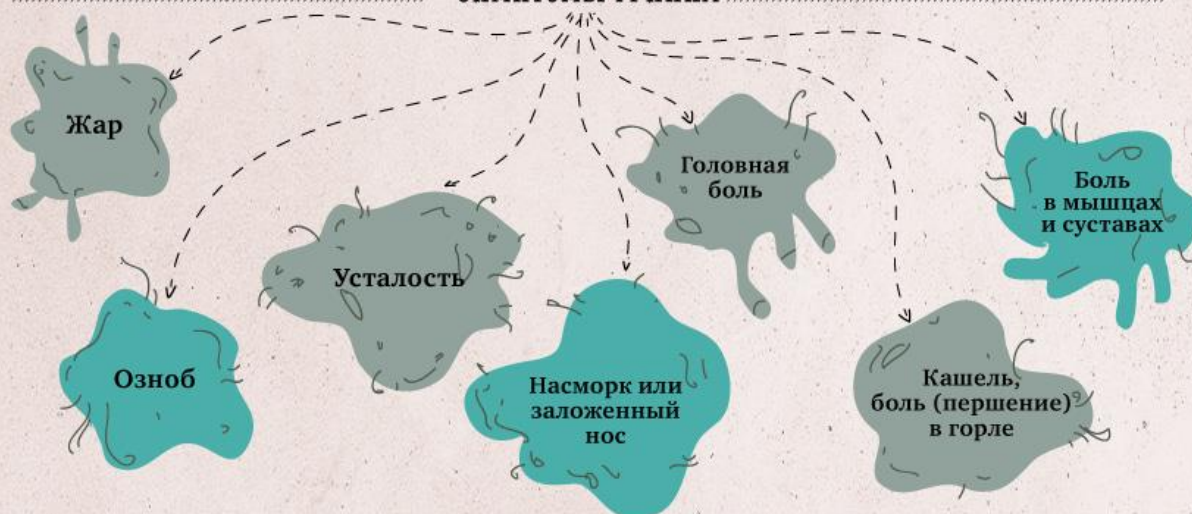 Жар
Головная
боль
Боль
в мышцах
и суставах
Усталость
Озноб
Насморк или
заложенный
нос
Кашель,
боль (першение)
в горле